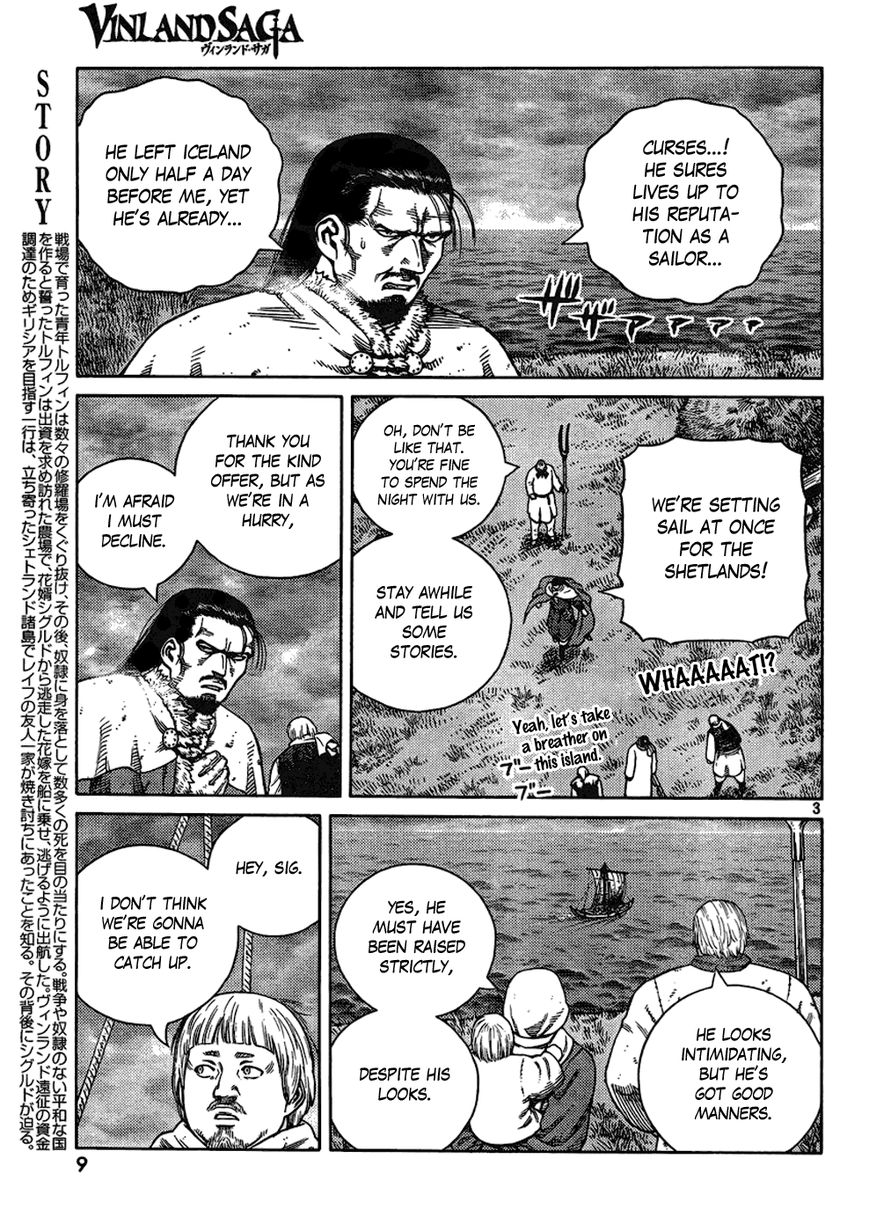 VINLAND SAGA
ヴィンランド・サガ
STORY
戦場で育った青年トルフィンは数々の修羅場をくぐり抜け、その後、奴隷に身を落として数多くの死を目の当たりにする。戦争や奴隷のない平和な国
を作ると誓ったトルフィンは出資を求め訪れた農場で、花婿シグルドから逃走した花嫁を船に乗せ、逃げるように出航した。ヴィンランド遠征の資金
調達のためギリシアを目指す一行は、立ち寄ったシェトランド諸島でレイフの友人一家が焼き討ちにあったことを知る。その背後にシグルドが迫る。
CURSES...!
HE SURES
LIVES UP TO
HIS REPUTA-
TION AS A
SAILOR...
HE LEFT ICELAND
ONLY HALF A DAY
BEFORE ME, YET
HE'S ALREADY...
ザザァァァ...
WE'RE SETTING
SAIL AT ONCE
FOR THE
SHETLANDS!
WHAAAAAT!?
OH, DON'T BE
LIKE THAT.
YOU'RE FINE
TO SPEND THE
NIGHT WITH US.
STAY AWHILE
AND TELL US
SOME
STORIES.
Yeah, let's take
a breather on
this island.
ブー
ブー
THANK YOU
FOR THE KIND
OFFER, BUT AS
WE'RE IN A
HURRY,
I'M AFRAID
I MUST
DECLINE.
3
HE LOOKS
INTIMIDATING,
BUT HE'S
GOT GOOD
MANNERS.
YES, HE
MUST HAVE
BEEN RAISED
STRICTLY,
DESPITE HIS
LOOKS.
HEY, SIG.
I DON'T THINK
WE'RE GONNA
BE ABLE TO
CATCH UP.
9